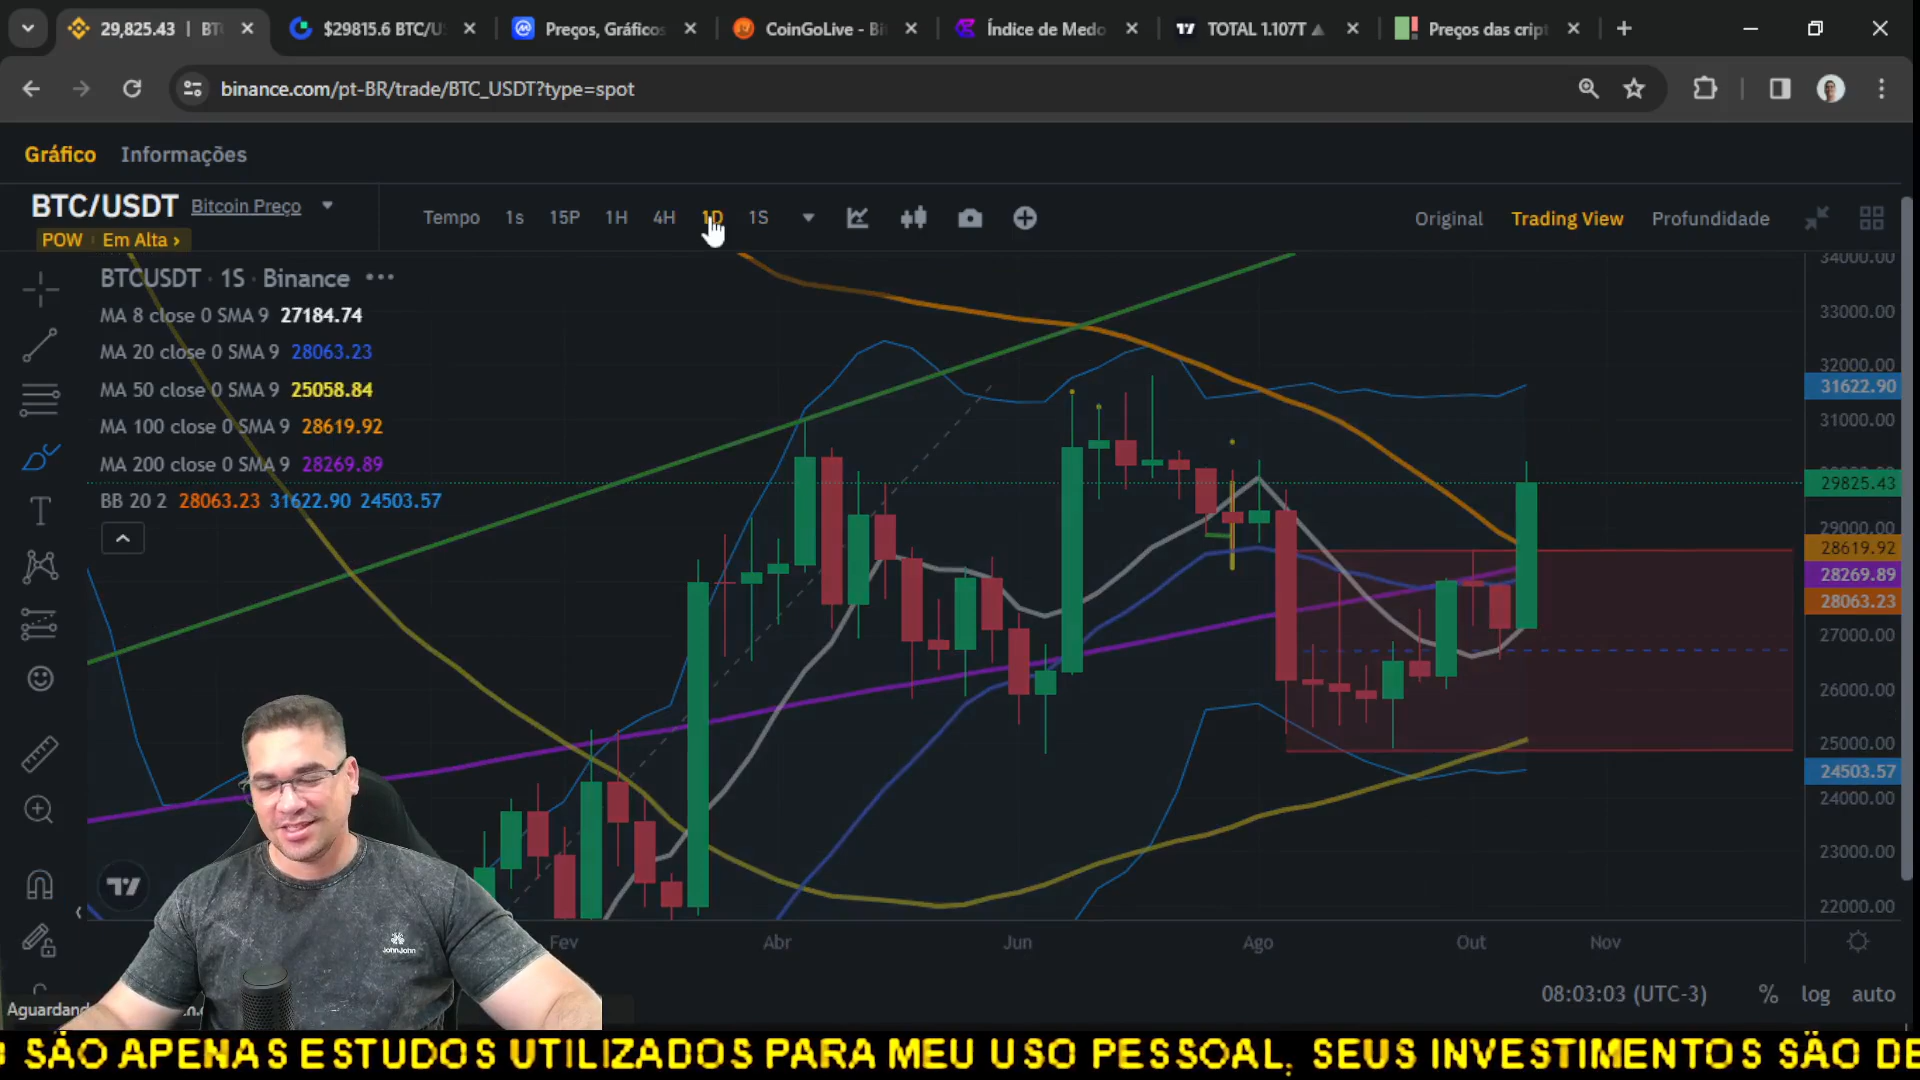 29,825.43 | BT
$29815.6 BTC/U
Preços, Gráficos
CoinGoLive - Bi
Índice de Medo
TOTAL 1.107T ▲
Preços das cript
binance.com/pt-BR/trade/BTC_USDT?type=spot
Gráfico Informações
BTC/USDT Bitcoin Preço
POW Em Alta ›
Tempo 1s 15P 1H 4H 1D 1S
Original Trading View Profundidade
BTCUSDT · 1S · Binance ···
MA 8 close 0 SMA 9 27184.74
MA 20 close 0 SMA 9 28063.23
MA 50 close 0 SMA 9 25058.84
MA 100 close 0 SMA 9 28619.92
MA 200 close 0 SMA 9 28269.89
BB 20 2 28063.23 31622.90 24503.57
34000.00
33000.00
32000.00
31622.90
31000.00
29825.43
29000.00
28619.92
28269.89
28063.23
27000.00
26000.00
25000.00
24503.57
24000.00
23000.00
22000.00
Fev Abr Jun Ago Out Nov
JohnJohn
08:03:03 (UTC-3) % log auto
Aguardand
SÃO APENAS ESTUDOS UTILIZADOS PARA MEU USO PESSOAL, SEUS INVESTIMENTOS SÃO DE